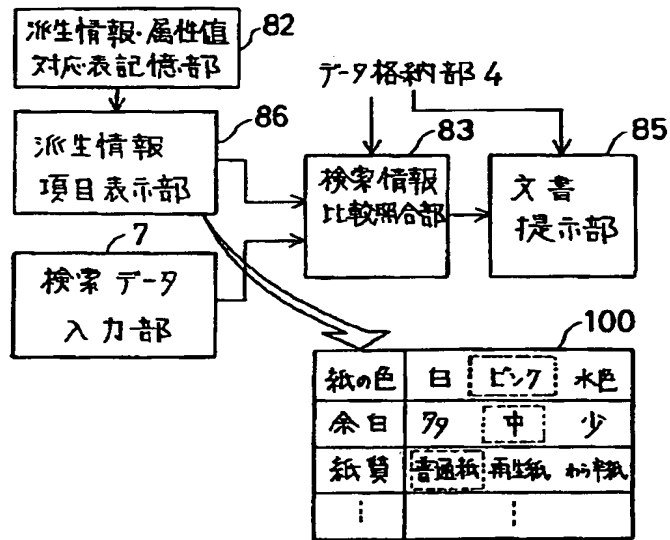 派生情報・属性値
対応表記憶部
82
データ格納部4
派生情報
項目表示部
86
検索情報
比較照合部
83
文書
提示部
85
7
検索データ
入力部
100
紙の色 白 ピンク 水色
余白 多 中 少
紙質 普通紙 再生紙 わら半紙